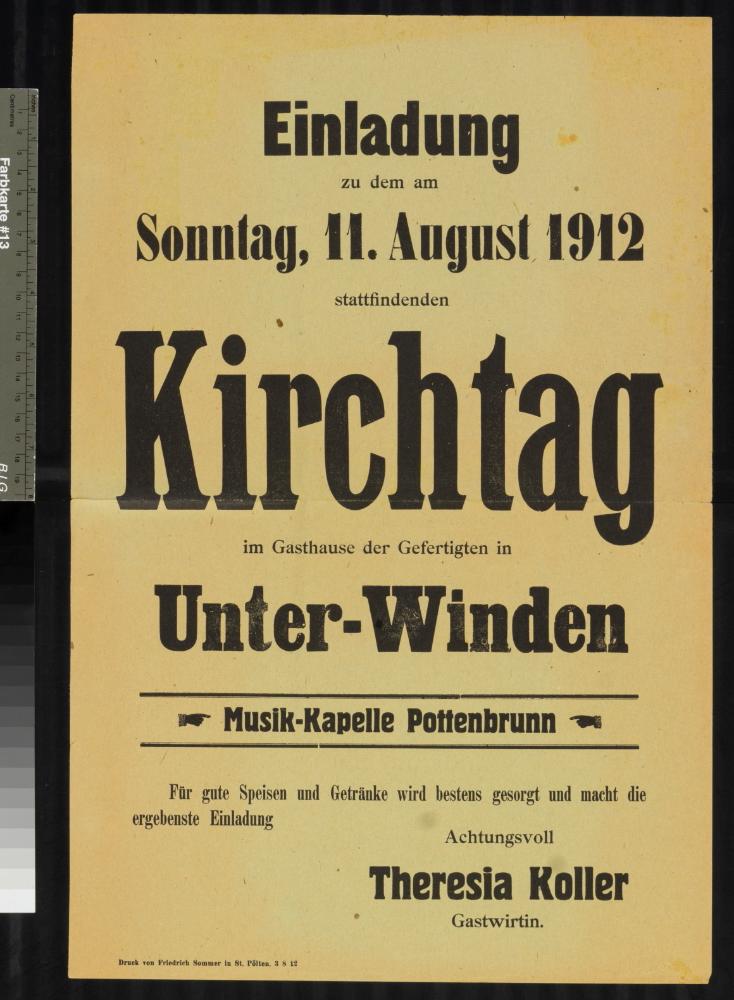 Einladung
zu dem am
Sonntag, 11. August 1912
stattfindenden
Kirchtag
im Gasthause der Gefertigten in
Unter-Winden
Musik-Kapelle Pottenbrunn
Für gute Speisen und Getränke wird bestens gesorgt und macht die
ergebenste Einladung
Achtungsvoll
Theresia Koller
Gastwirtin.
Druck von Friedrich Sommer in St. Pölten. 3 8 12
Farbkarte #13
B.I.G.
Centimetres
Inches